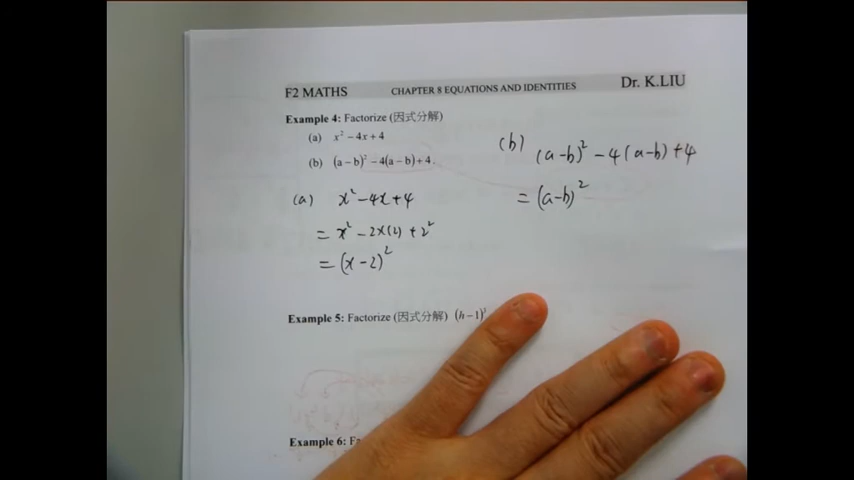 F2 MATHS CHAPTER 8 EQUATIONS AND IDENTITIES Dr. K.LIU
Example 4: Factorize (因式分解)
(a) x² − 4x + 4
(b) (a − b)² − 4(a − b) + 4.
(a) x² − 4x + 4
= x² − 2x(2) + 2²
= (x − 2)²
(b) (a−b)² − 4(a−b) + 4
= (a−b)²
Example 5: Factorize (因式分解) (h − 1)
Example 6: